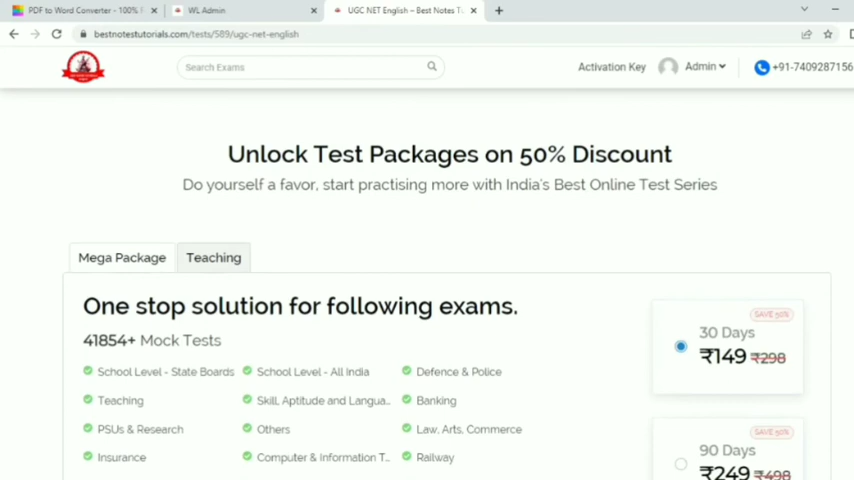 PDF to Word Converter - 100% F
WL Admin
UGC NET English – Best Notes Tu
bestnotestutorials.com/tests/589/ugc-net-english
Search Exams
Activation Key
Admin
+91-7409287156
Unlock Test Packages on 50% Discount
Do yourself a favor, start practising more with India's Best Online Test Series
Mega Package
Teaching
One stop solution for following exams.
41854+ Mock Tests
School Level - State Boards
School Level - All India
Defence & Police
Teaching
Skill, Aptitude and Langua...
Banking
PSUs & Research
Others
Law, Arts, Commerce
Insurance
Computer & Information T...
Railway
SAVE 50%
30 Days
₹149 ₹298
SAVE 50%
90 Days
₹249 ₹498